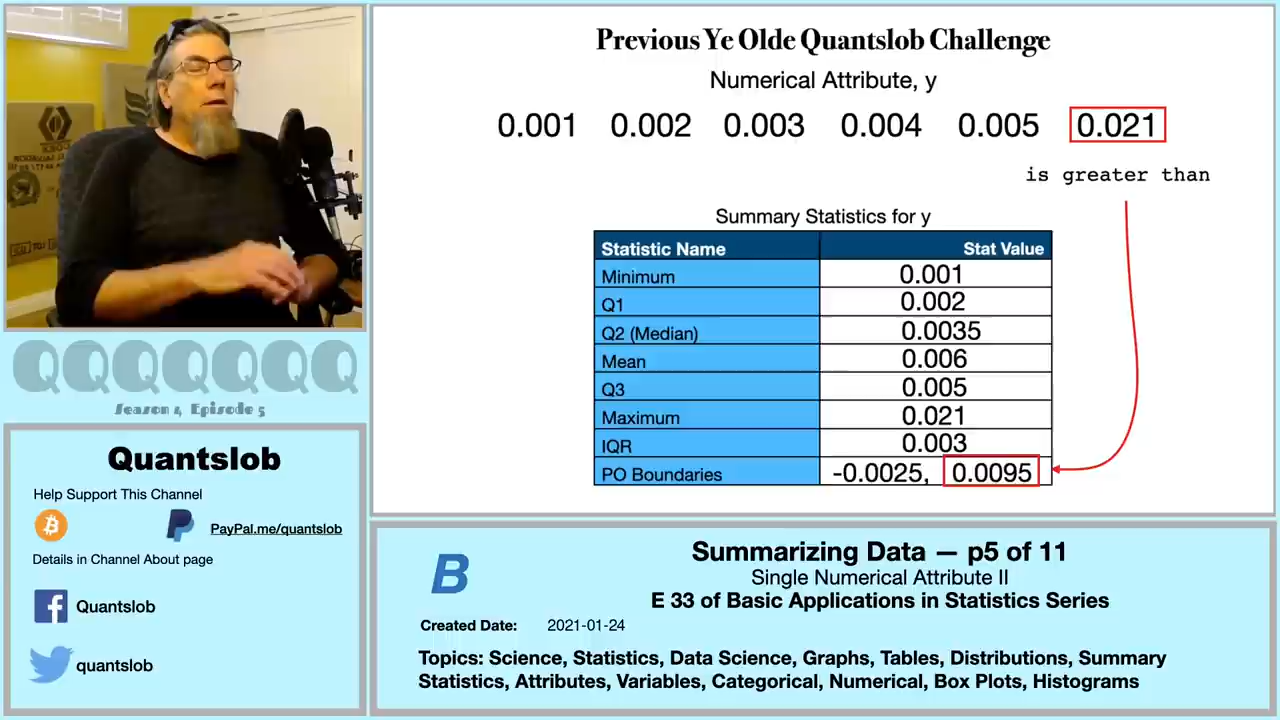 Previous Ye Olde Quantslob Challenge
Numerical Attribute, y
0.001 0.002 0.003 0.004 0.005 0.021
is greater than
Summary Statistics for y
Statistic Name Stat Value
Minimum 0.001
Q1 0.002
Q2 (Median) 0.0035
Mean 0.006
Q3 0.005
Maximum 0.021
IQR 0.003
PO Boundaries -0.0025, 0.0095
QQQQQQQ
Season 4, Episode 5
Quantslob
Help Support This Channel
PayPal.me/quantslob
Details in Channel About page
Quantslob
quantslob
B
Summarizing Data — p5 of 11
Single Numerical Attribute II
E 33 of Basic Applications in Statistics Series
Created Date: 2021-01-24
Topics: Science, Statistics, Data Science, Graphs, Tables, Distributions, Summary
Statistics, Attributes, Variables, Categorical, Numerical, Box Plots, Histograms